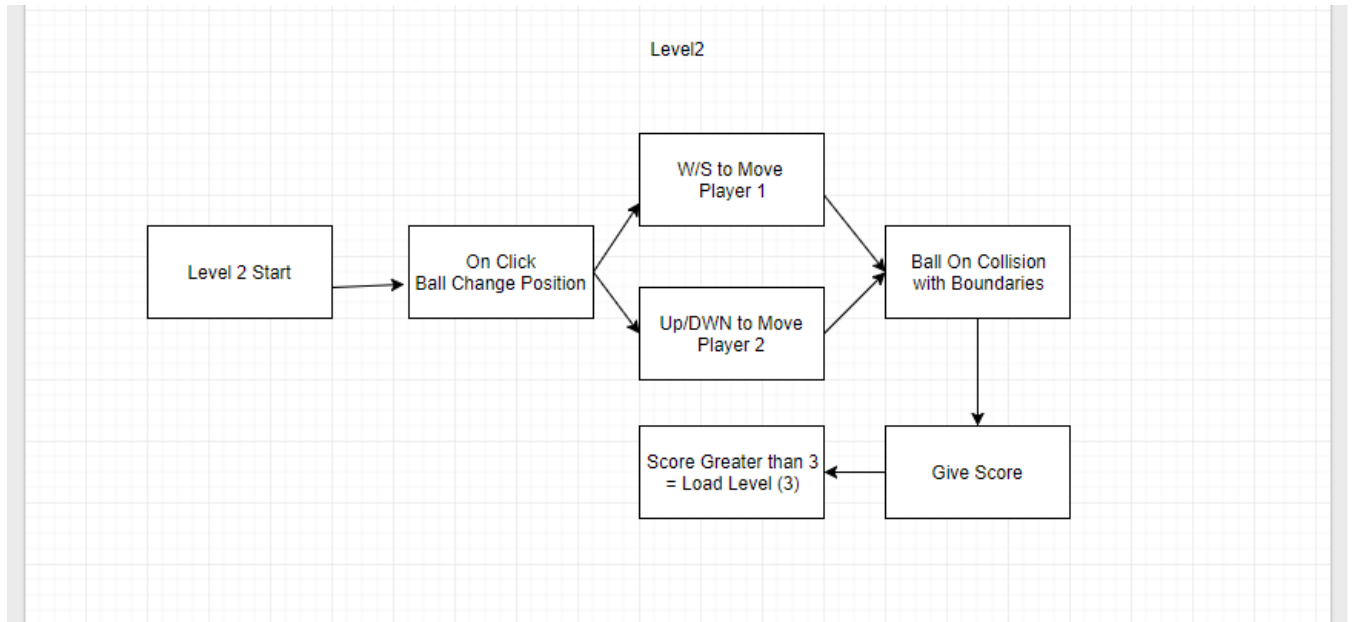 Level2
Level 2 Start
On Click
Ball Change Position
W/S to Move
Player 1
Up/DWN to Move
Player 2
Ball On Collision
with Boundaries
Give Score
Score Greater than 3
= Load Level (3)